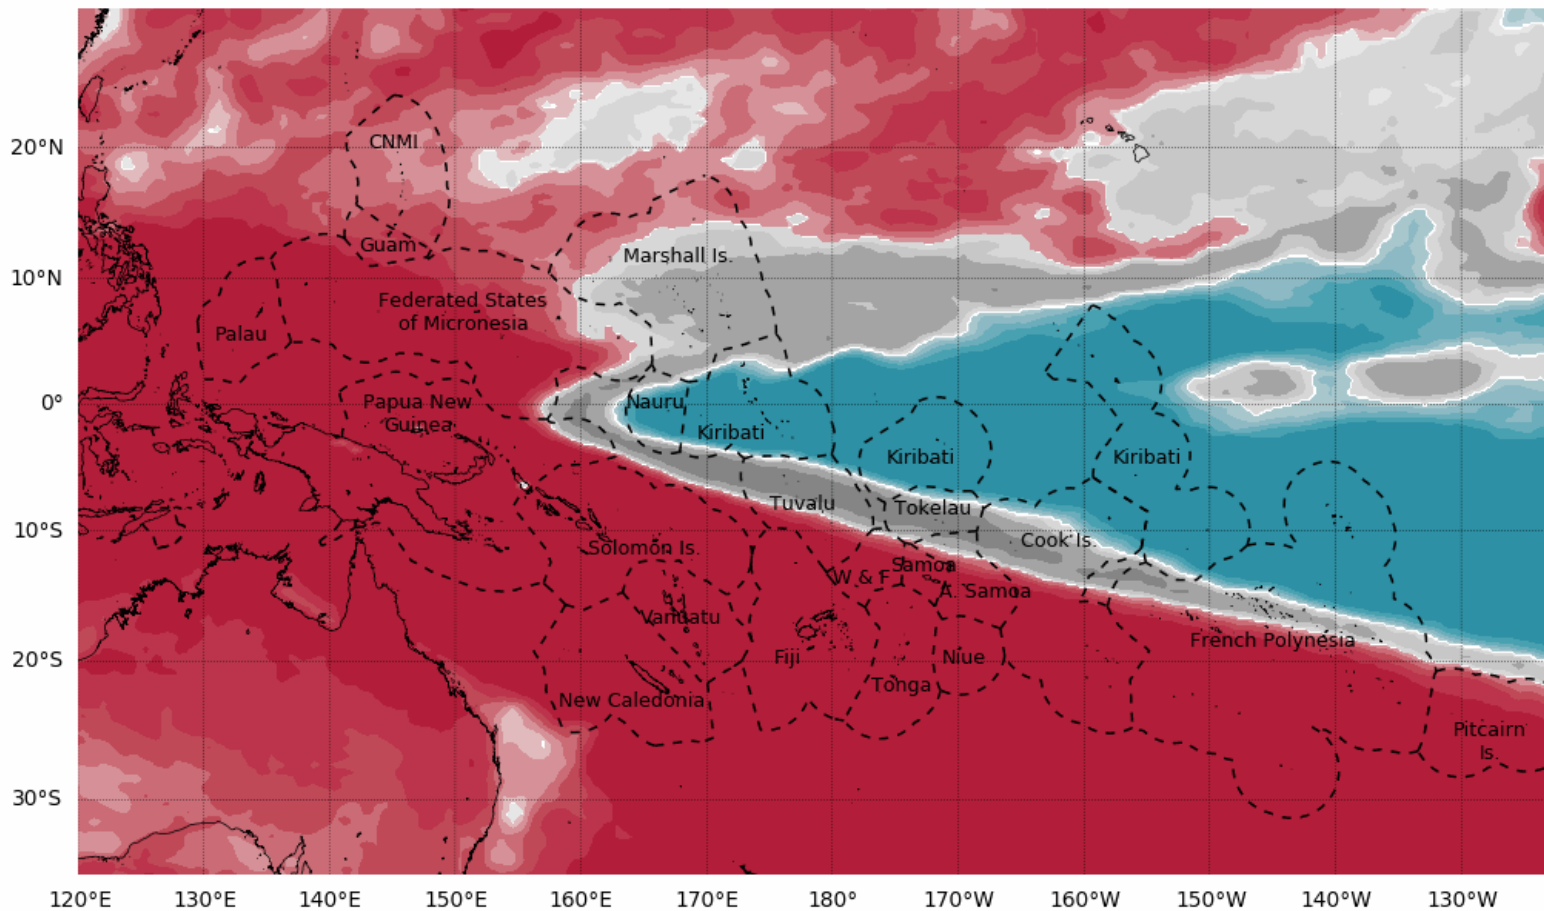 20°N
10°N
0°
10°S
20°S
30°S
CNMI
Guam
Marshall Is.
Federated States
of Micronesia
Palau
Papua New
Guinea
Nauru
Kiribati
Kiribati
Kiribati
Tuvalu
Tokelau
Cook Is.
Solomon Is.
Samoa
W & F
A. Samoa
Vanuatu
French Polynesia
Fiji
Niue
Tonga
New Caledonia
Pitcairn
Is.
120°E 130°E 140°E 150°E 160°E 170°E 180° 170°W 160°W 150°W 140°W 130°W